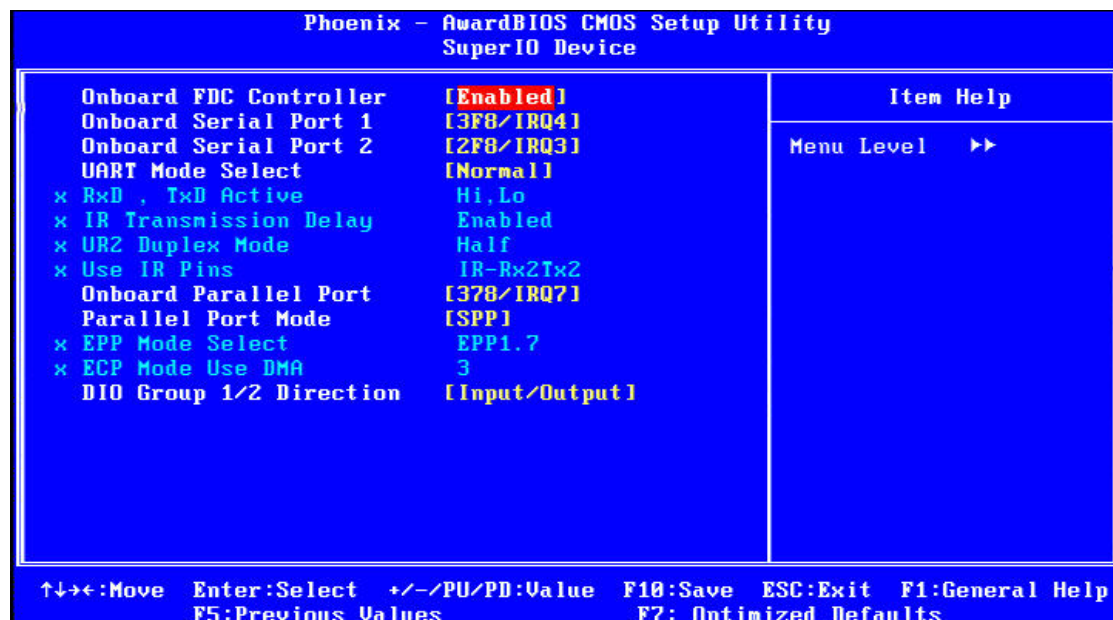 Phoenix - AwardBIOS CMOS Setup Utility
SuperIO Device
Onboard FDC Controller [Enabled]
Item Help
Onboard Serial Port 1 [3F8/IRQ4]
Onboard Serial Port 2 [2F8/IRQ3]
Menu Level ▸▸
UART Mode Select [Normal]
x RxD , TxD Active Hi,Lo
x IR Transmission Delay Enabled
x UR2 Duplex Mode Half
x Use IR Pins IR-Rx2Tx2
Onboard Parallel Port [378/IRQ7]
Parallel Port Mode [SPP]
x EPP Mode Select EPP1.7
x ECP Mode Use DMA 3
DIO Group 1/2 Direction [Input/Output]
↑↓→←:Move Enter:Select +/-/PU/PD:Value F10:Save ESC:Exit F1:General Help
F5:Previous Values F7: Optimized Defaults